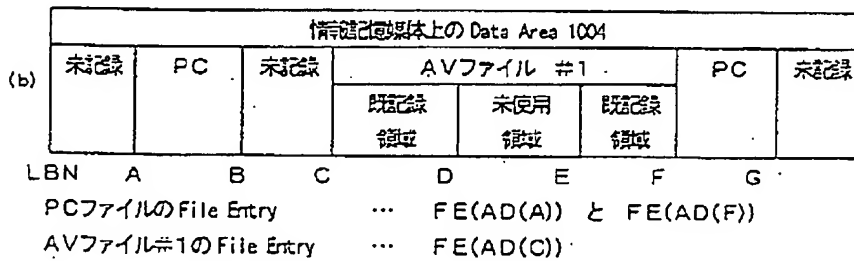 情報記憶媒体上の Data Area 1004
(b)
未記録 PC 未記録 AVファイル #1 PC 未記録
既記録領域 未使用領域 既記録領域
LBN A B C D E F G
PCファイルのFile Entry … FE(AD(A)) と FE(AD(F))
AVファイル#1のFile Entry … FE(AD(C))